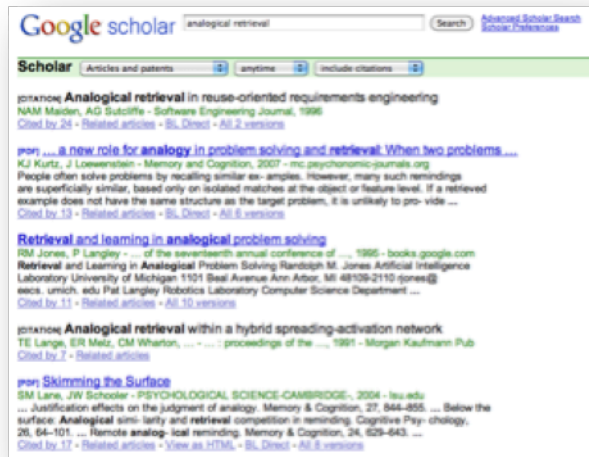 Google scholar
analogical retrieval
Search
Advanced Scholar Search
Scholar Preferences
Scholar
Articles and patents
anytime
include citations
[CITATION] Analogical retrieval in reuse-oriented requirements engineering
NAM Maiden, AG Sutcliffe - Software Engineering Journal, 1996
Cited by 24 - Related articles - BL Direct - All 2 versions
[PDF] ... a new role for analogy in problem solving and retrieval: When two problems ...
KJ Kurtz, J Loewenstein - Memory and Cognition, 2007 - mc.psychonomic-journals.org
People often solve problems by recalling similar ex- amples. However, many such remindings
are superficially similar, based only on isolated matches at the object or feature level. If a retrieved
example does not have the same structure as the target problem, it is unlikely to pro- vide ...
Cited by 13 - Related articles - BL Direct - All 6 versions
Retrieval and learning in analogical problem solving
RM Jones, P Langley - ... of the seventeenth annual conference of ..., 1995 - books.google.com
Retrieval and Learning in Analogical Problem Solving Randolph M. Jones Artificial Intelligence
Laboratory University of Michigan 1101 Beal Avenue Ann Arbor, MI 48109-2110 rjones@
eecs. umich. edu Pat Langley Robotics Laboratory Computer Science Department ...
Cited by 11 - Related articles - All 10 versions
[CITATION] Analogical retrieval within a hybrid spreading-activation network
TE Lange, ER Melz, CM Wharton, ... - ... : proceedings of the ..., 1991 - Morgan Kaufmann Pub
Cited by 7 - Related articles
[PDF] Skimming the Surface
SM Lane, JW Schooler - PSYCHOLOGICAL SCIENCE-CAMBRIDGE-, 2004 - lsu.edu
... Justification effects on the judgment of analogy. Memory & Cognition, 27, 844–855. ... Below the
surface: Analogical simi- larity and retrieval competition in reminding. Cognitive Psy- chology,
26, 64–101. ... Remote analog- ical reminding. Memory & Cognition, 24, 629–643. ...
Cited by 17 - Related articles - View as HTML - BL Direct - All 8 versions